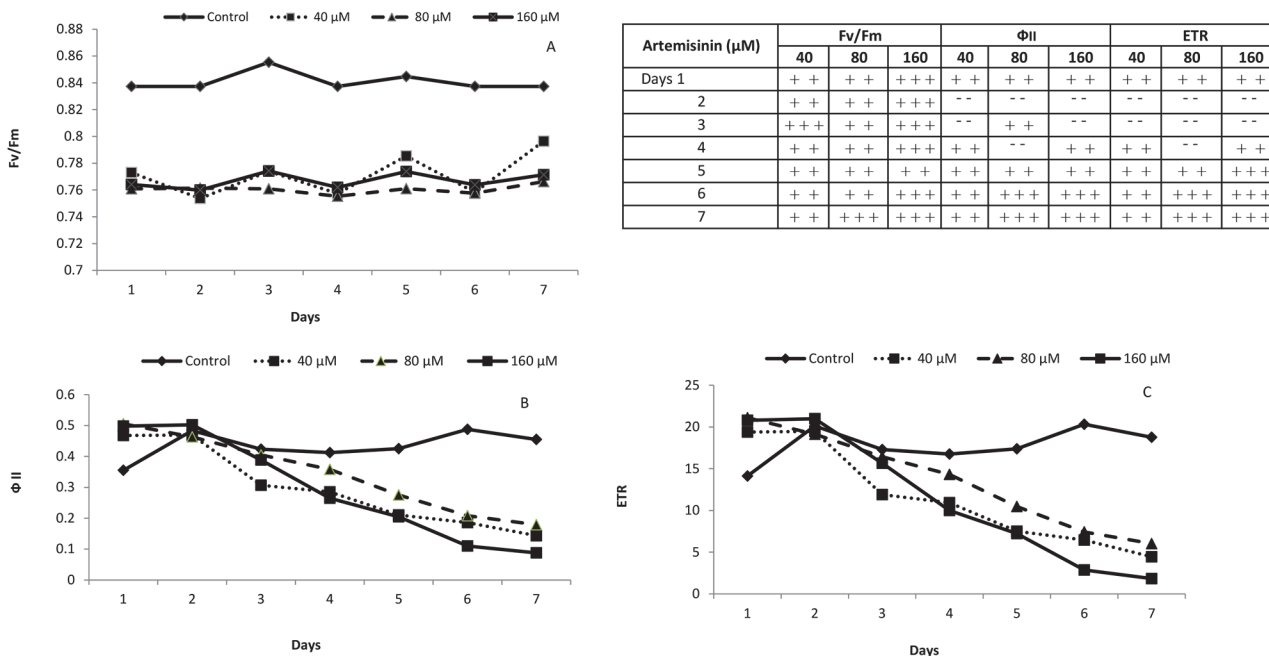 Control 40 µM 80 µM 160 µM
A
0.88
0.86
0.84
0.82
0.8
0.78
0.76
0.74
0.72
0.7
Fv/Fm
1 2 3 4 5 6 7
Days
Artemisinin (µM) Fv/Fm ΦII ETR
40 80 160 40 80 160 40 80 160
Days 1 + + + + + + + + + + + + + + + + + + +
2 + + + + + + + -- -- -- -- -- --
3 + + + + + + + + -- + + -- -- -- --
4 + + + + + + + + + -- + + + + -- + +
5 + + + + + + + + + + + + + + + + + + +
6 + + + + + + + + + + + + + + + + + + + + + + +
7 + + + + + + + + + + + + + + + + + + + + + + + +
Control 40 µM 80 µM 160 µM
B
0.6
0.5
0.4
0.3
0.2
0.1
0
Φ II
1 2 3 4 5 6 7
Days
Control 40 µM 80 µM 160 µM
C
25
20
15
10
5
0
ETR
1 2 3 4 5 6 7
Days